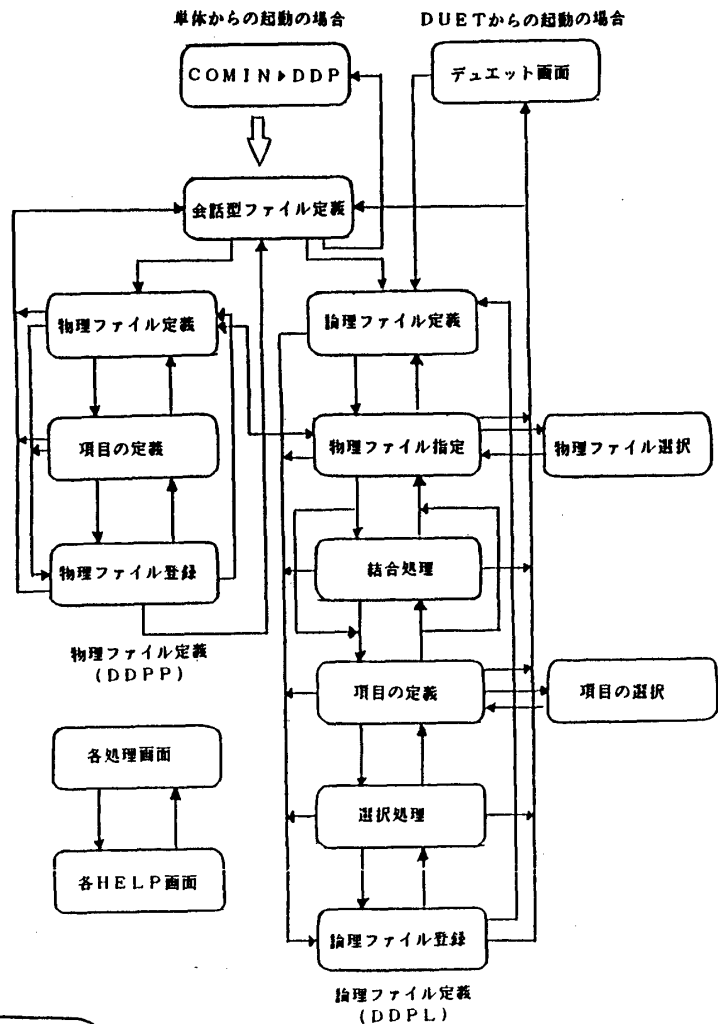 単体からの起動の場合
DUETからの起動の場合
COMIN▶DDP
デュエット画面
会話型ファイル定義
物理ファイル定義
論理ファイル定義
項目の定義
物理ファイル指定
物理ファイル選択
物理ファイル登録
結合処理
物理ファイル定義
(DDPP)
項目の定義
項目の選択
各処理画面
選択処理
各HELP画面
論理ファイル登録
論理ファイル定義
(DDPL)